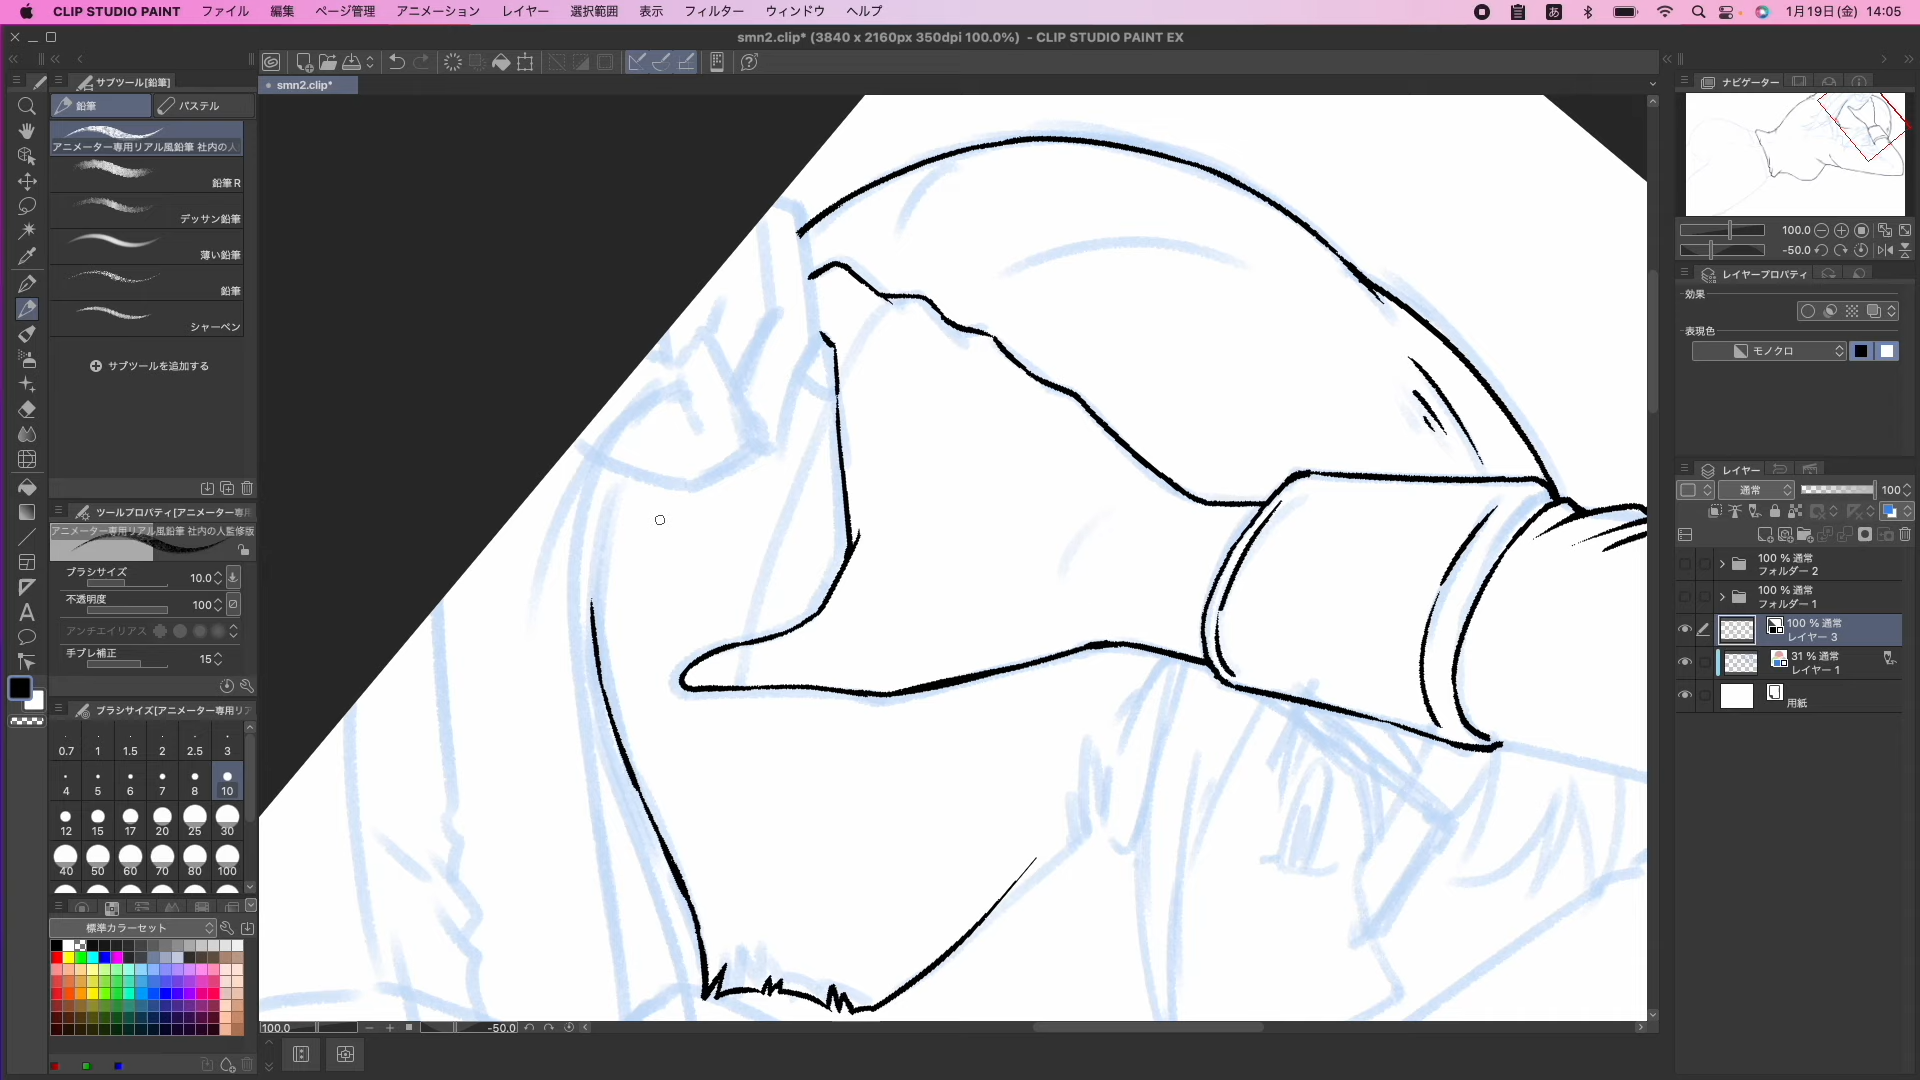 CLIP STUDIO PAINT ファイル 編集 ページ管理 アニメーション レイヤー 選択範囲 表示 フィルター ウィンドウ ヘルプ
あ 1月19日(金) 14:05
smn2.clip* (3840 x 2160px 350dpi 100.0%) - CLIP STUDIO PAINT EX
サブツール[鉛筆]
smn2.clip*
鉛筆 パステル
アニメーター専用リアル風鉛筆 社内の人
鉛筆R
デッサン鉛筆
薄い鉛筆
鉛筆
シャーペン
サブツールを追加する
ツールプロパティ[アニメーター専用
アニメーター専用リアル風鉛筆 社内の人監修版
ブラシサイズ 10.0
不透明度 100
アンチエイリアス
手ブレ補正 15
ブラシサイズ[アニメーター専用リア
0.7 1 1.5 2 2.5 3
4 5 6 7 8 10
12 15 17 20 25 30
40 50 60 70 80 100
標準カラーセット
100.0 -50.0
ナビゲーター
100.0
-50.0
レイヤープロパティ
効果
表現色
モノクロ
レイヤー
通常 100
100 % 通常
フォルダー 2
100 % 通常
フォルダー 1
100 % 通常
レイヤー 3
31 % 通常
レイヤー 1
用紙